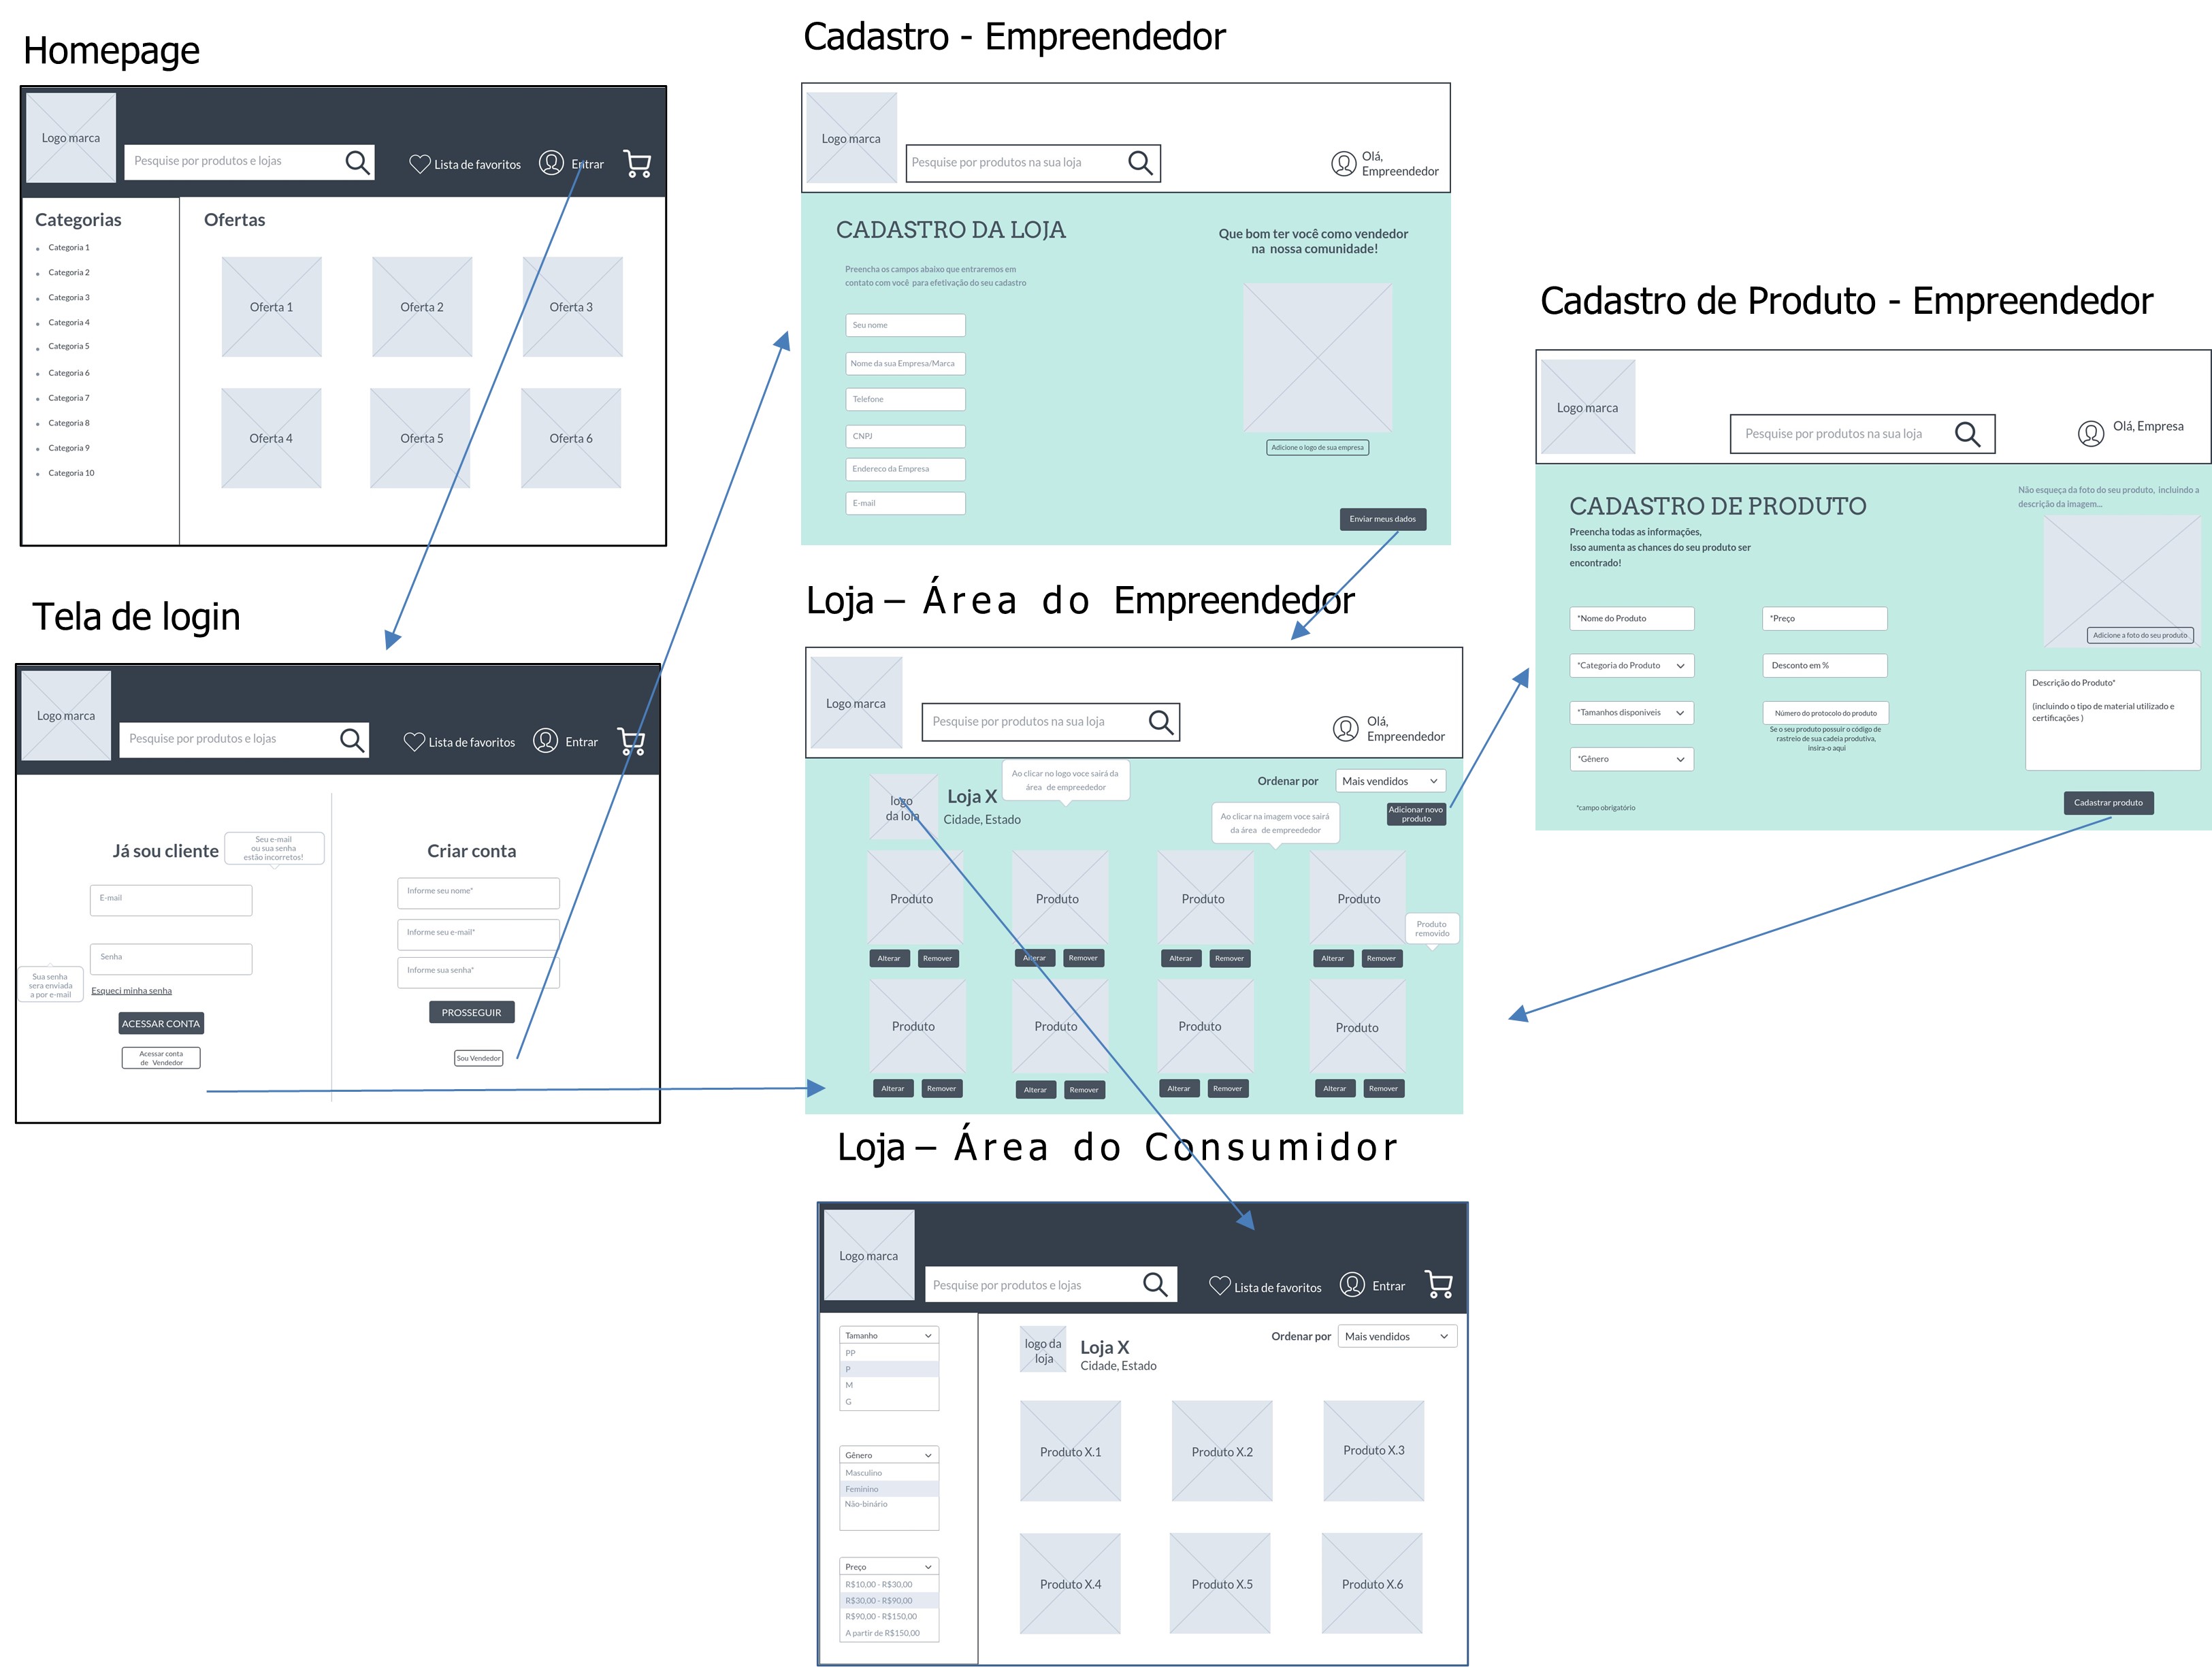 Homepage
Logo marca
Pesquise por produtos e lojas
Lista de favoritos
Entrar
Categorias
Categoria 1
Categoria 2
Categoria 3
Categoria 4
Categoria 5
Categoria 6
Categoria 7
Categoria 8
Categoria 9
Categoria 10
Ofertas
Oferta 1
Oferta 2
Oferta 3
Oferta 4
Oferta 5
Oferta 6
Tela de login
Logo marca
Pesquise por produtos e lojas
Lista de favoritos
Entrar
Já sou cliente
Seu e-mail
ou sua senha
estão incorretos!
E-mail
Senha
Sua senha
sera enviada
a por e-mail
Esqueci minha senha
ACESSAR CONTA
Acessar conta
de Vendedor
Criar conta
Informe seu nome*
Informe seu e-mail*
Informe sua senha*
PROSSEGUIR
Sou Vendedor
Cadastro - Empreendedor
Logo marca
Pesquise por produtos na sua loja
Olá,
Empreendedor
CADASTRO DA LOJA
Preencha os campos abaixo que entraremos em
contato com você para efetivação do seu cadastro
Seu nome
Nome da sua Empresa/Marca
Telefone
CNPJ
Endereco da Empresa
E-mail
Que bom ter você como vendedor
na nossa comunidade!
Adicione o logo de sua empresa
Enviar meus dados
Loja – Área do Empreendedor
Logo marca
Pesquise por produtos na sua loja
Olá,
Empreendedor
logo
da loja
Loja X
Cidade, Estado
Ao clicar no logo voce sairá da
área de empreededor
Ordenar por
Mais vendidos
Ao clicar na imagem voce sairá
da área de empreededor
Adicionar novo
produto
Produto
Produto
Produto
Produto
Produto
removido
Alterar
Remover
Alterar
Remover
Alterar
Remover
Alterar
Remover
Produto
Produto
Produto
Produto
Alterar
Remover
Alterar
Remover
Alterar
Remover
Alterar
Remover
Loja – Área do Consumidor
Logo marca
Pesquise por produtos e lojas
Lista de favoritos
Entrar
Tamanho
PP
P
M
G
Gênero
Masculino
Feminino
Não-binário
Preço
R$10,00 - R$30,00
R$30,00 - R$90,00
R$90,00 - R$150,00
A partir de R$150,00
logo da
loja
Loja X
Cidade, Estado
Ordenar por
Mais vendidos
Produto X.1
Produto X.2
Produto X.3
Produto X.4
Produto X.5
Produto X.6
Cadastro de Produto - Empreendedor
Logo marca
Pesquise por produtos na sua loja
Olá, Empresa
CADASTRO DE PRODUTO
Preencha todas as informações,
Isso aumenta as chances do seu produto ser
encontrado!
*Nome do Produto
*Preço
*Categoria do Produto
Desconto em %
*Tamanhos disponiveis
Número do protocolo do produto
Se o seu produto possuir o código de
rastreio de sua cadeia produtiva,
insira-o aqui
*Gênero
*campo obrigatório
Não esqueça da foto do seu produto, incluindo a
descrição da imagem...
Adicione a foto do seu produto
Descrição do Produto*
(incluindo o tipo de material utilizado e
certificações )
Cadastrar produto